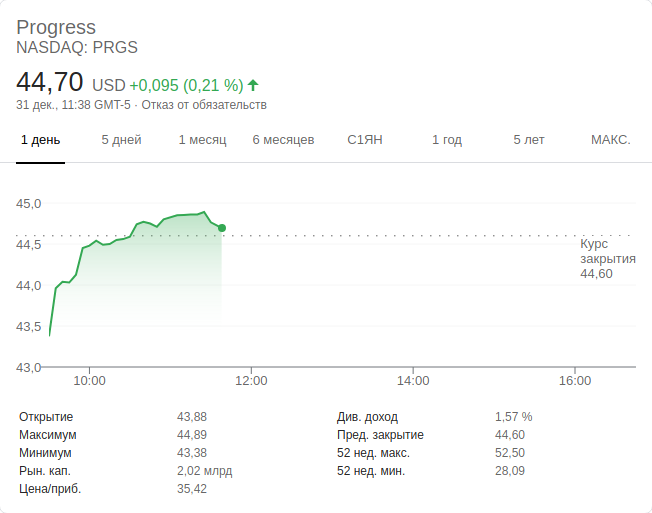 Progress
NASDAQ: PRGS
44,70 USD +0,095 (0,21 %)
31 дек., 11:38 GMT-5 · Отказ от обязательств
1 день 5 дней 1 месяц 6 месяцев С1ЯН 1 год 5 лет МАКС.
45,0
44,5
44,0
43,5
43,0
Курс
закрытия
44,60
10:00 12:00 14:00 16:00
Открытие 43,88 Див. доход 1,57 %
Максимум 44,89 Пред. закрытие 44,60
Минимум 43,38 52 нед. макс. 52,50
Рын. кап. 2,02 млрд 52 нед. мин. 28,09
Цена/приб. 35,42